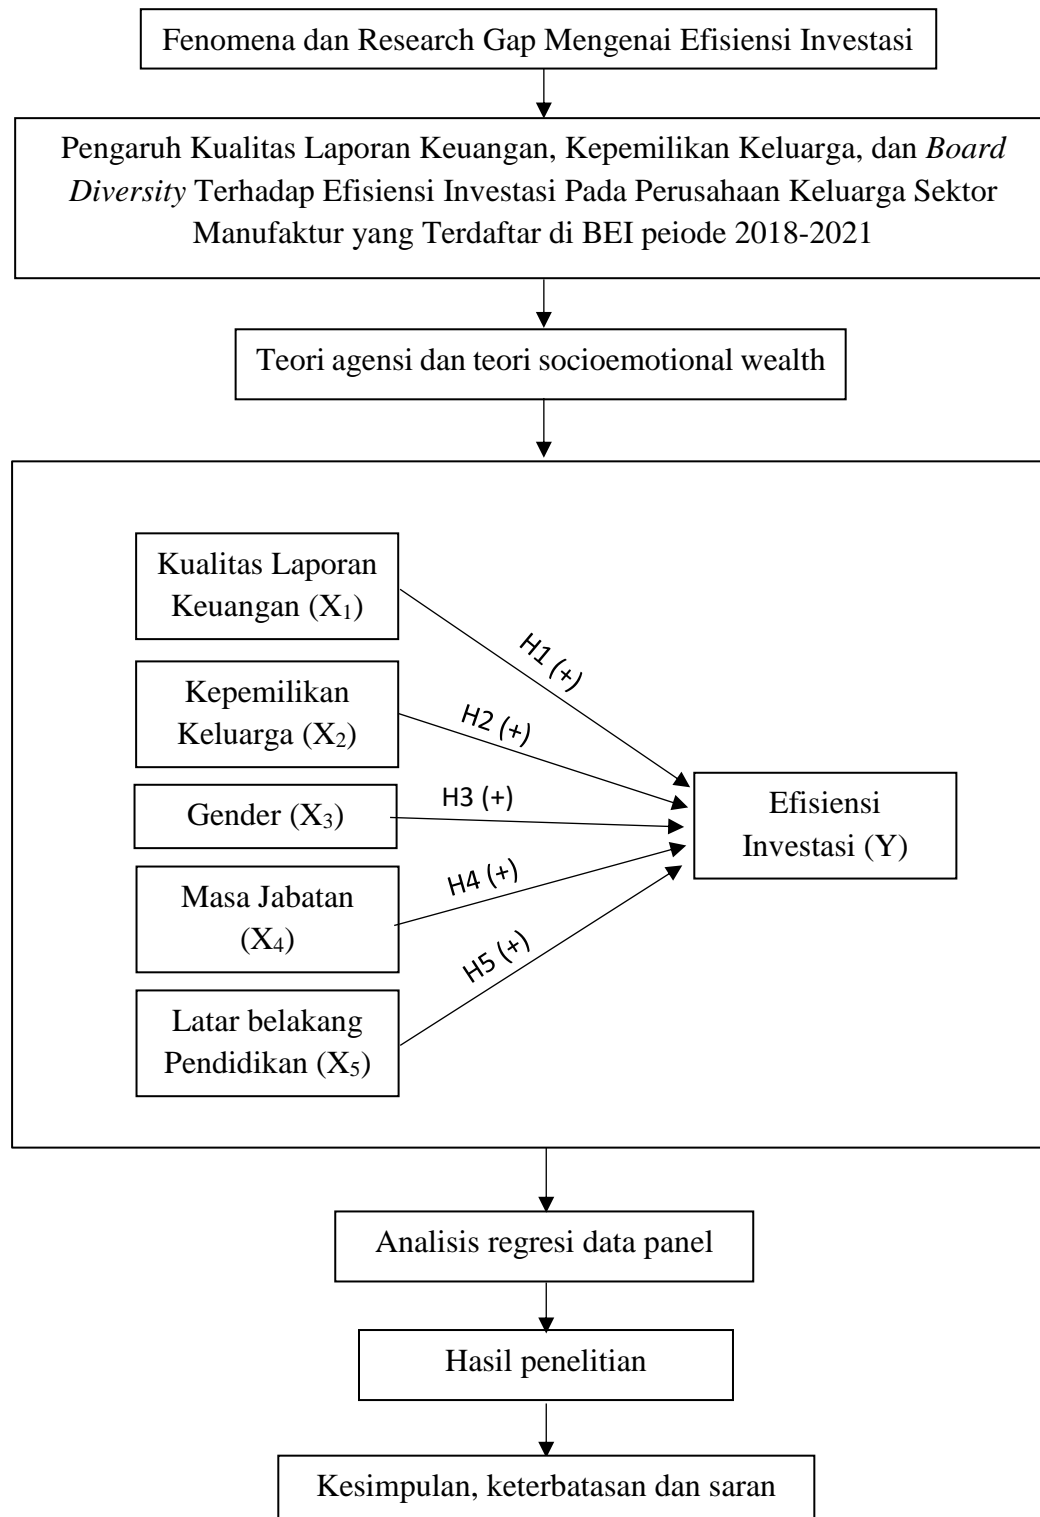 Fenomena dan Research Gap Mengenai Efisiensi Investasi
Pengaruh Kualitas Laporan Keuangan, Kepemilikan Keluarga, dan Board
Diversity Terhadap Efisiensi Investasi Pada Perusahaan Keluarga Sektor
Manufaktur yang Terdaftar di BEI peiode 2018-2021
Teori agensi dan teori socioemotional wealth
Kualitas Laporan
Keuangan (X₁)
H1 (+)
Kepemilikan
Keluarga (X₂)
H2 (+)
Gender (X₃)
H3 (+)
Efisiensi
Investasi (Y)
Masa Jabatan
(X₄)
H4 (+)
Latar belakang
Pendidikan (X₅)
H5 (+)
Analisis regresi data panel
Hasil penelitian
Kesimpulan, keterbatasan dan saran